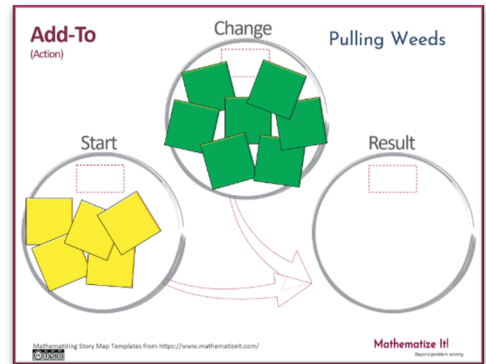 Add-To
(Action)
Change
Pulling Weeds
Start
Result
Mathematizing Story Map Templates from https://www.mathematizeit.com/
Mathematize It!
Beyond problem solving